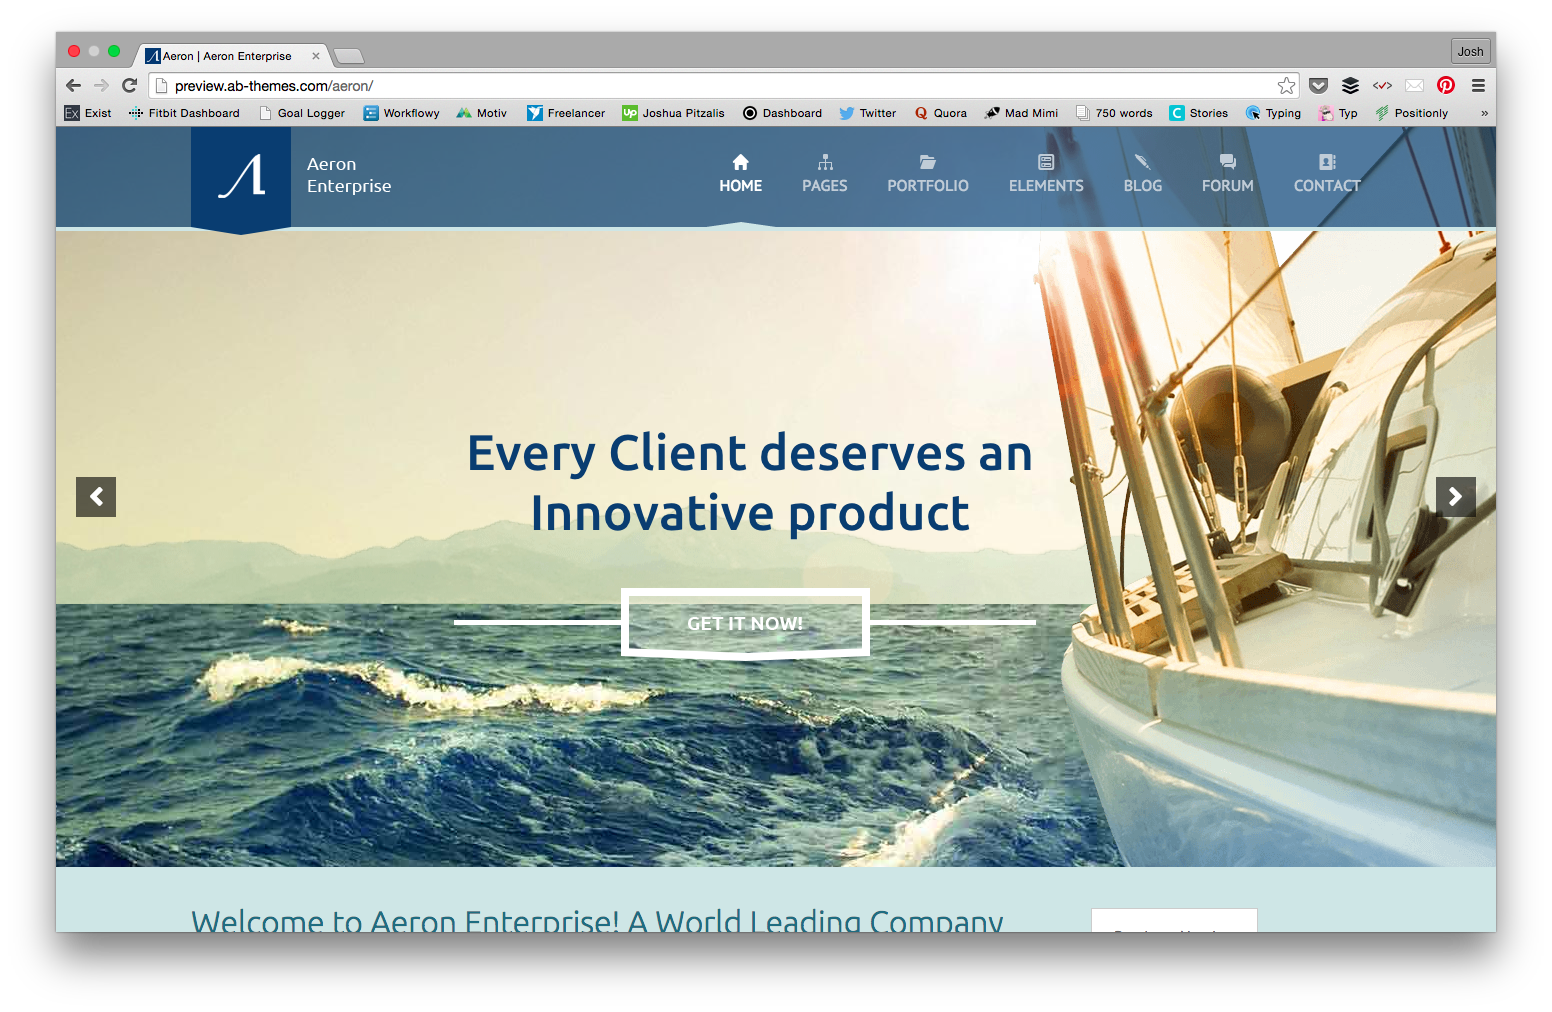 Aeron | Aeron Enterprise
Josh
preview.ab-themes.com/aeron/
Ex Exist Fitbit Dashboard Goal Logger Workflowy Motiv Freelancer Up Joshua Pitzalis Dashboard Twitter Q Quora Mad Mimi 750 words C Stories Typing Typ Positionly »
A
Aeron
Enterprise
HOME PAGES PORTFOLIO ELEMENTS BLOG FORUM CONTACT
Every Client deserves an
Innovative product
GET IT NOW!
Welcome to Aeron Enterprise! A World Leading Company